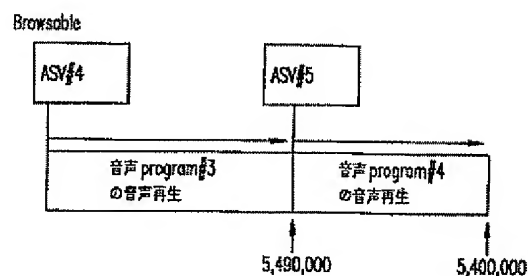 Browsable
ASV#4
ASV#5
音声program#3
の音声再生
音声program#4
の音声再生
5,490,000
5,400,000